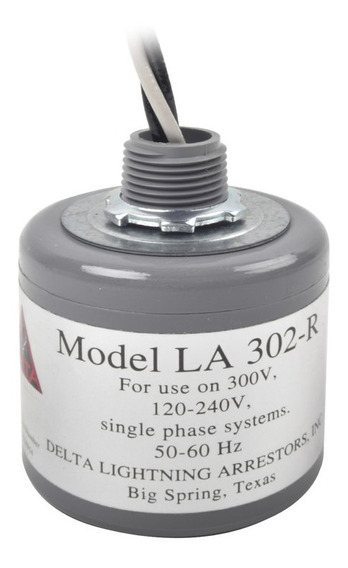 Model LA 302-R
For use on 300V,
120-240V,
single phase systems.
50-60 Hz
DELTA LIGHTNING ARRESTORS, INC
Big Spring, Texas